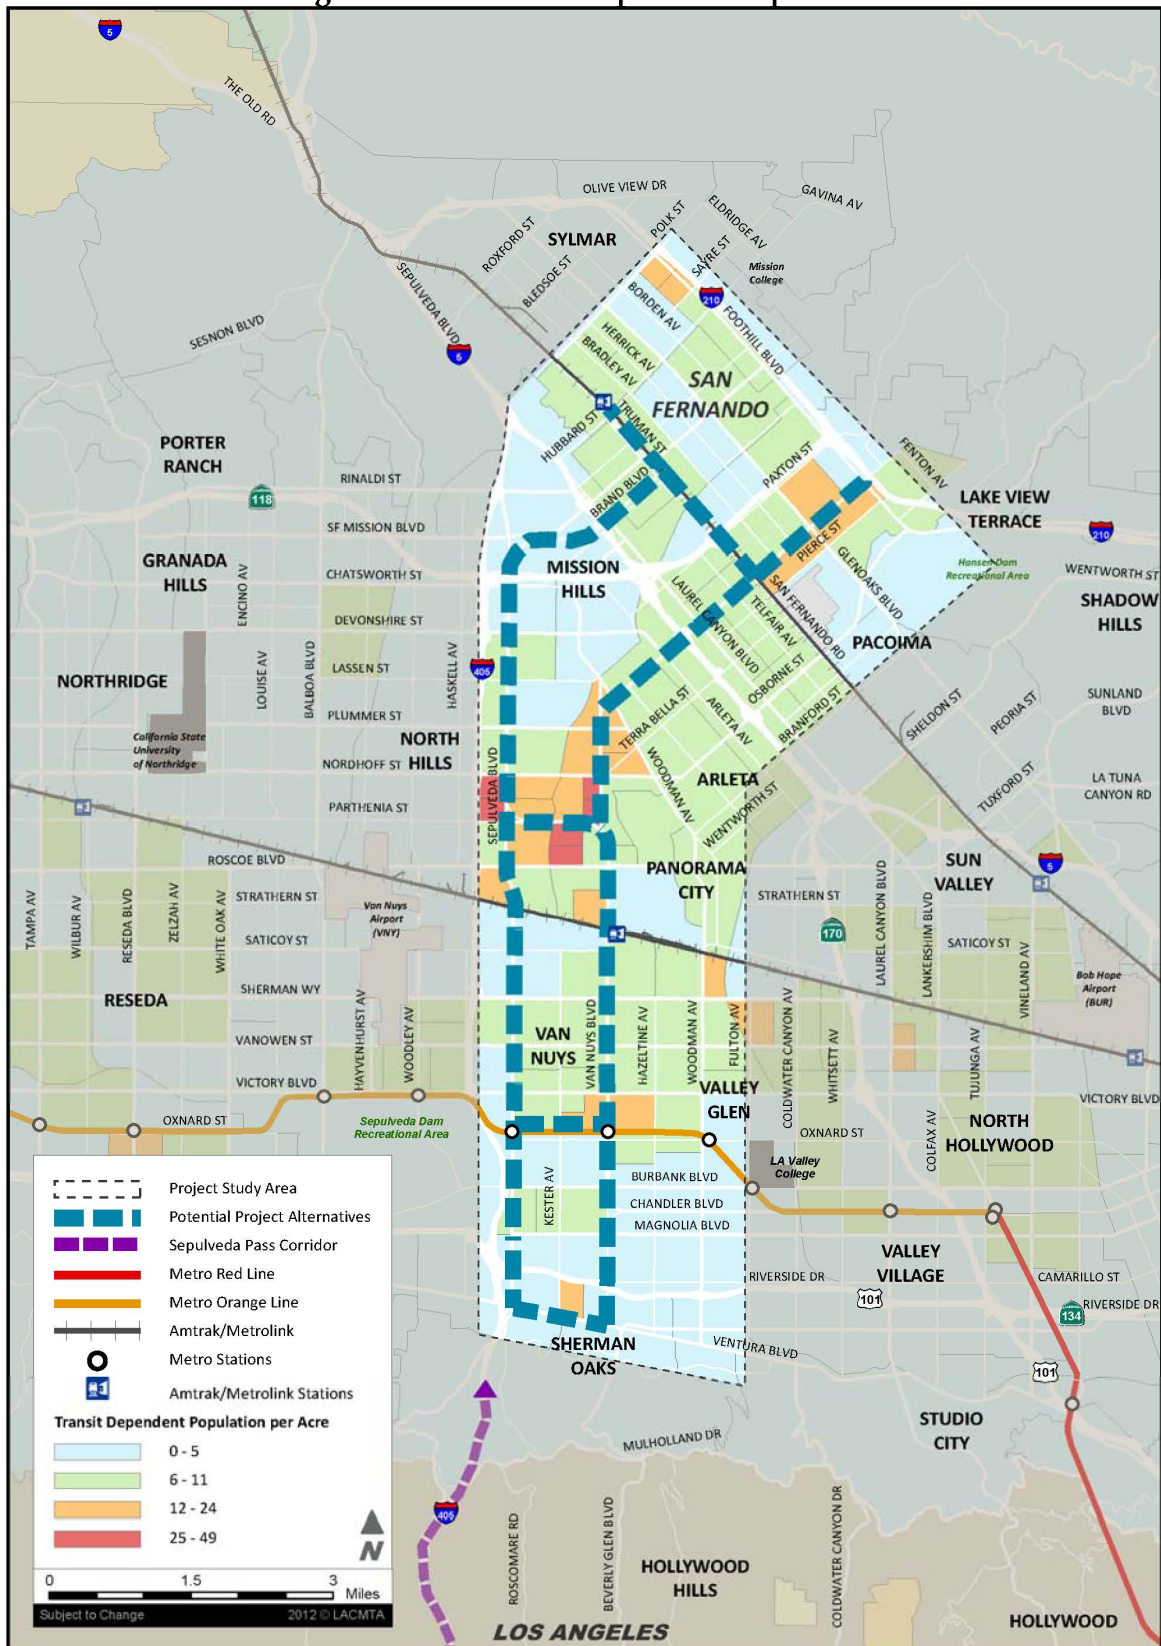 5
THE OLD RD
OLIVE VIEW DR
GAVINA AV
POLK ST
ELDRIDGE AV
ROXFORD ST
SYLMAR
SAYRE ST
BLEDSOE ST
Mission
College
SEPULVEDA BLVD
BORDEN AV
210
FOOTHILL BLVD
SESNON BLVD
5
HERRICK AV
BRADLEY AV
SAN
FERNANDO
TRUMAN ST
HUBBARD ST
PORTER
RANCH
FENTON AV
PAXTON ST
RINALDI ST
118
BRAND BLVD
LAKE VIEW
TERRACE
SF MISSION BLVD
210
PIERCE ST
GRANADA
HILLS
MISSION
HILLS
GLENOAKS BLVD
Hansen Dam
Recreational Area
WENTWORTH ST
CHATSWORTH ST
ENCINO AV
LAUREL CANYON BLVD
SAN FERNANDO RD
TELFAIR AV
SHADOW
HILLS
DEVONSHIRE ST
PACOIMA
NORTHRIDGE
LOUISE AV
BALBOA BLVD
LASSEN ST
HASKELL AV
405
OSBORNE ST
SUNLAND
BLVD
PLUMMER ST
TERRA BELLA ST
ARLETA AV
BRANFORD ST
SHELDON ST
PEORIA ST
California State
University
of Northridge
NORTH
HILLS
NORDHOFF ST
SEPULVEDA BLVD
WOODMAN AV
ARLETA
TUXFORD ST
LA TUNA
CANYON RD
PARTHENIA ST
WENTWORTH ST
ROSCOE BLVD
PANORAMA
CITY
SUN
VALLEY
5
TAMPA AV
WILBUR AV
RESEDA BLVD
ZELZAH AV
WHITE OAK AV
STRATHERN ST
Van Nuys
Airport
(VNY)
STRATHERN ST
170
LAUREL CANYON BLVD
LANKERSHIM BLVD
SATICOY ST
SATICOY ST
VINELAND AV
Bob Hope
Airport
(BUR)
RESEDA
SHERMAN WY
HAYVENHURST AV
WOODLEY AV
VAN
NUYS
VAN NUYS BLVD
HAZELTINE AV
WOODMAN AV
FULTON AV
COLDWATER CANYON AV
WHITSETT AV
TUJUNGA AV
VANOWEN ST
VICTORY BLVD
VALLEY
GLEN
VICTORY BLVD
OXNARD ST
Sepulveda Dam
Recreational Area
OXNARD ST
COLFAX AV
NORTH
HOLLYWOOD
LA Valley
College
KESTER AV
BURBANK BLVD
CHANDLER BLVD
MAGNOLIA BLVD
VALLEY
VILLAGE
RIVERSIDE DR
CAMARILLO ST
101
134
RIVERSIDE DR
SHERMAN
OAKS
VENTURA BLVD
101
STUDIO
CITY
MULHOLLAND DR
405
ROSCOMARE RD
BEVERLY GLEN BLVD
COLDWATER CANYON DR
HOLLYWOOD
HILLS
HOLLYWOOD
LOS ANGELES
Project Study Area
Potential Project Alternatives
Sepulveda Pass Corridor
Metro Red Line
Metro Orange Line
Amtrak/Metrolink
Metro Stations
Amtrak/Metrolink Stations
Transit Dependent Population per Acre
0 - 5
6 - 11
12 - 24
25 - 49
N
0 1.5 3
Miles
Subject to Change 2012 © LACMTA